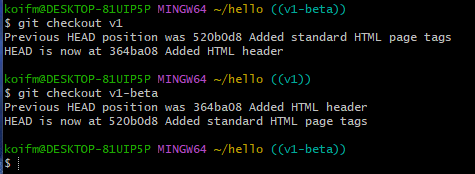 koifm@DESKTOP-81UIP5P MINGW64 ~/hello ((v1-beta))
$ git checkout v1
Previous HEAD position was 520b0d8 Added standard HTML page tags
HEAD is now at 364ba08 Added HTML header
koifm@DESKTOP-81UIP5P MINGW64 ~/hello ((v1))
$ git checkout v1-beta
Previous HEAD position was 364ba08 Added HTML header
HEAD is now at 520b0d8 Added standard HTML page tags
koifm@DESKTOP-81UIP5P MINGW64 ~/hello ((v1-beta))
$